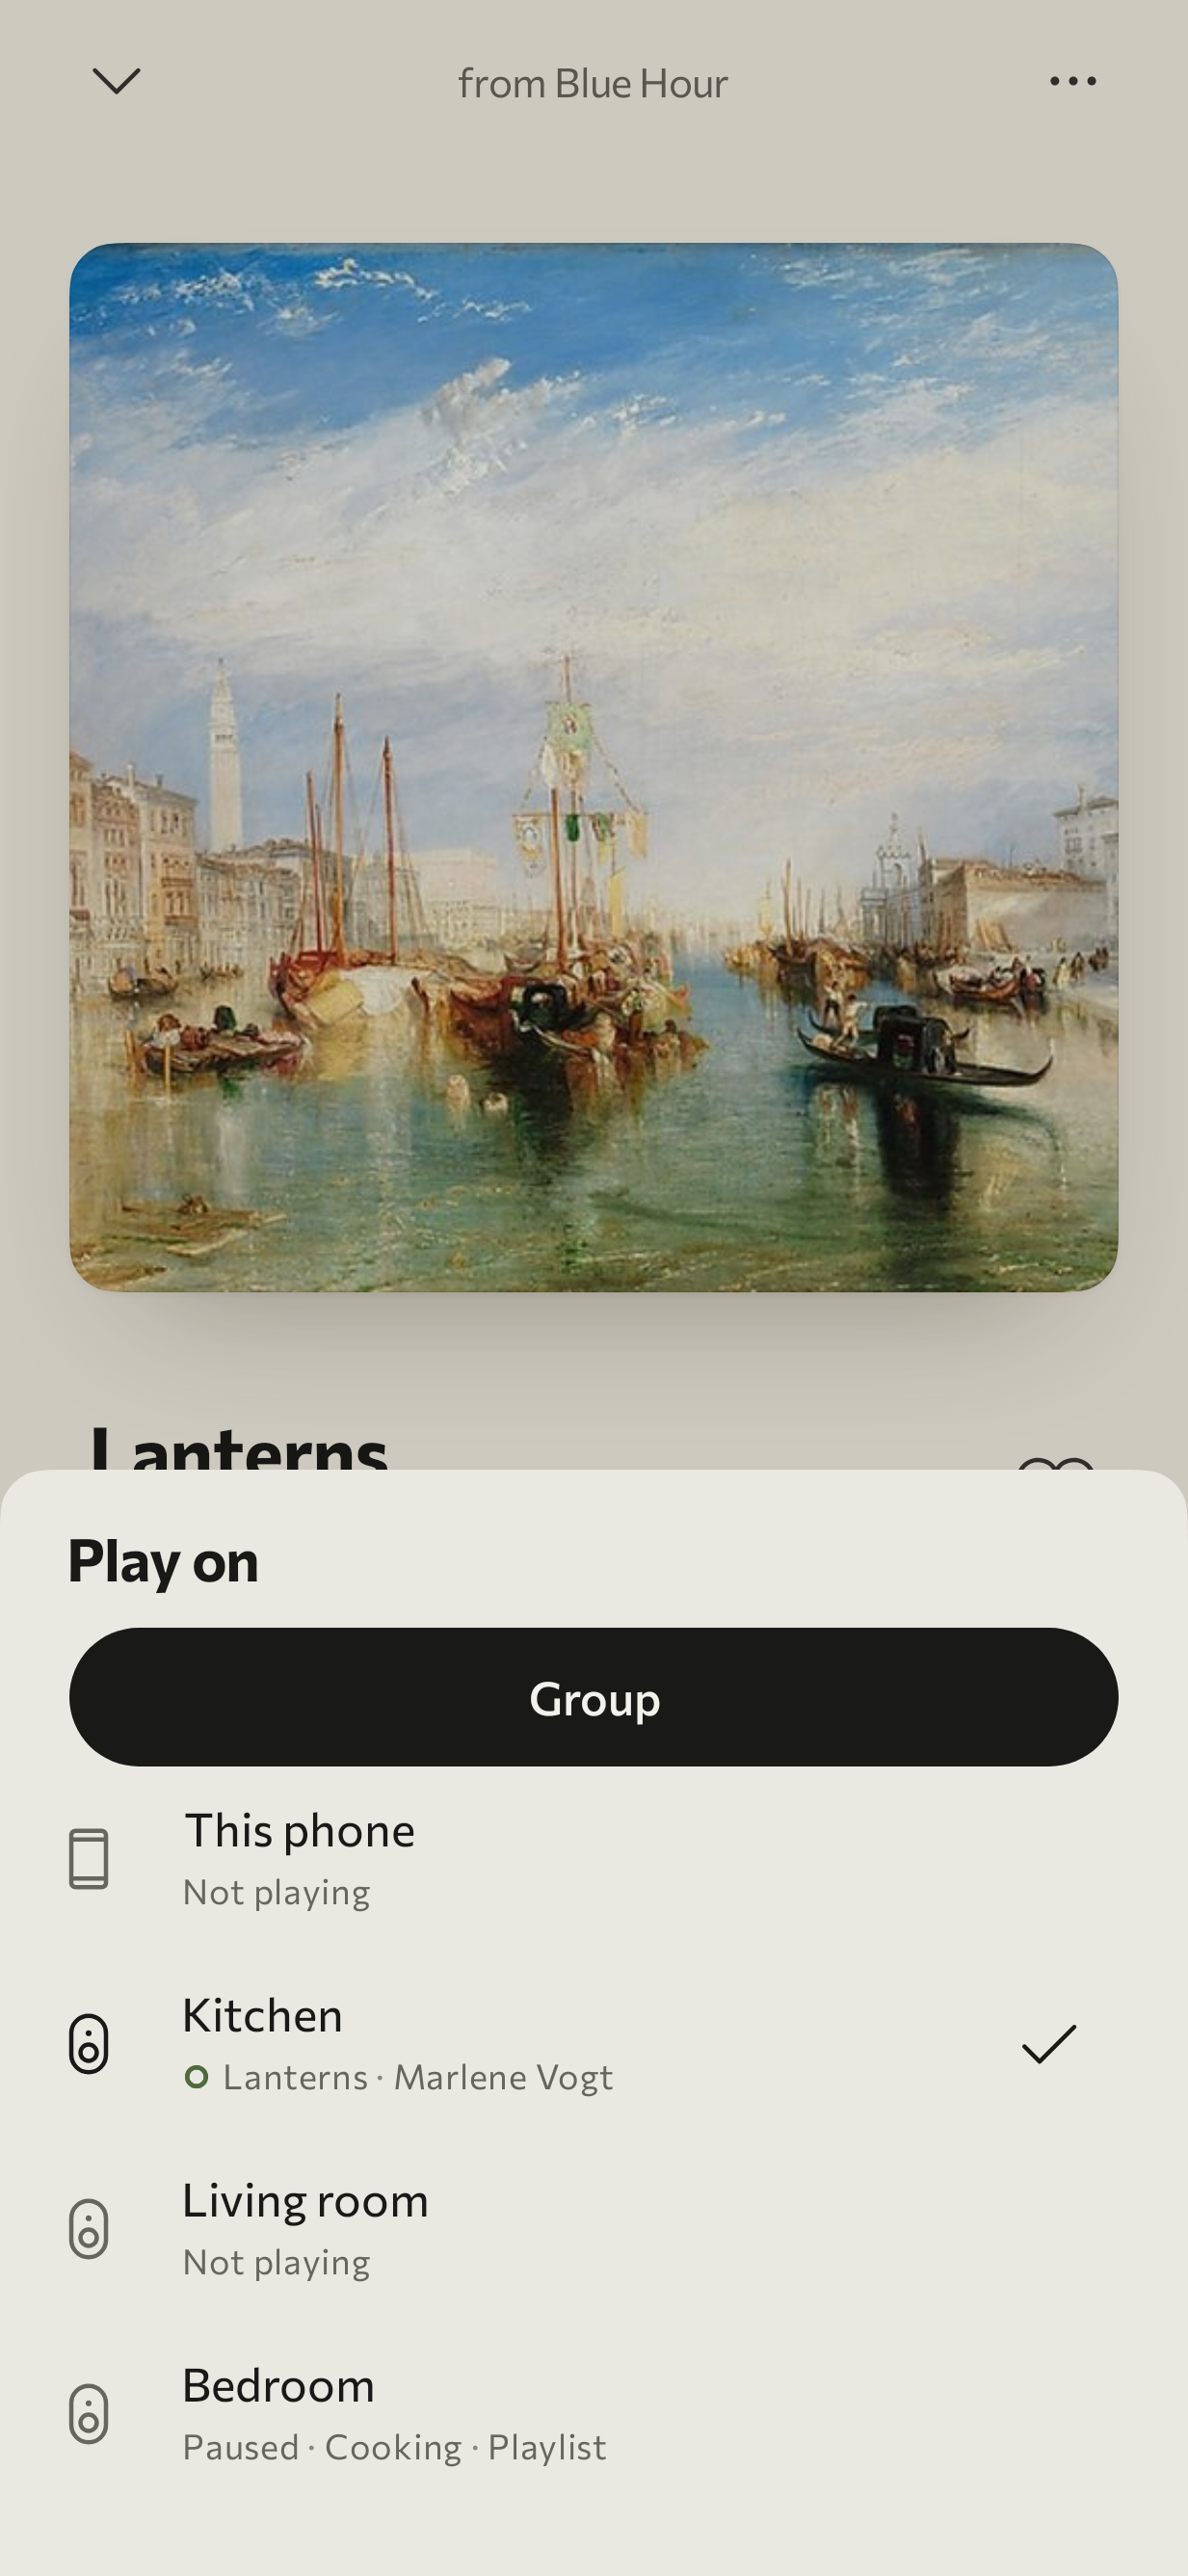 from Blue Hour
Lanterns
Play on
Group
This phone
Not playing
Kitchen
Lanterns · Marlene Vogt
Living room
Not playing
Bedroom
Paused · Cooking · Playlist